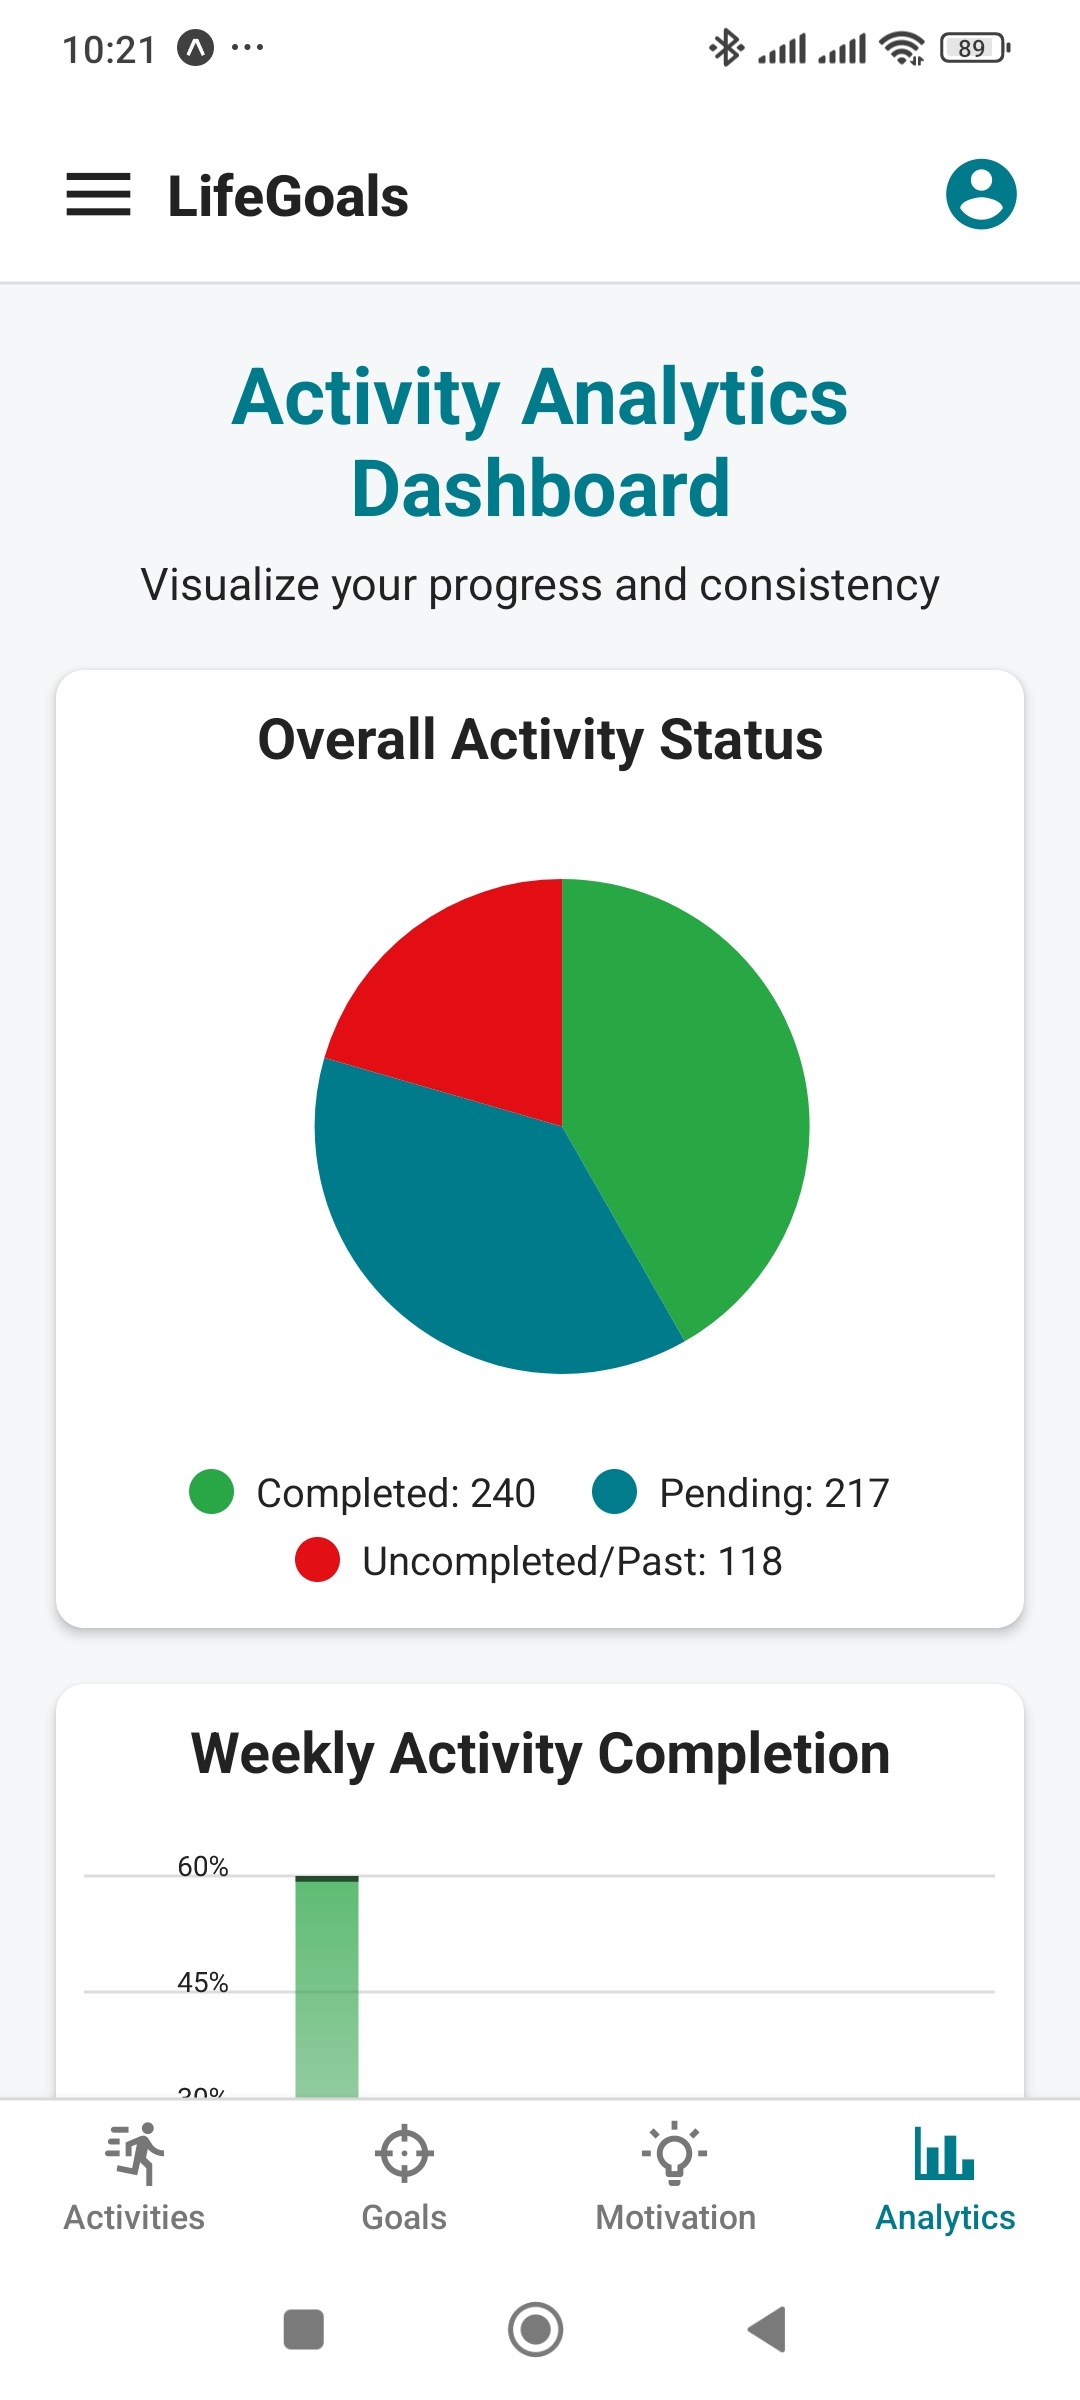 10:21
89
LifeGoals
Activity Analytics
Dashboard
Visualize your progress and consistency
Overall Activity Status
Completed: 240 Pending: 217
Uncompleted/Past: 118
Weekly Activity Completion
60%
45%
30%
Activities Goals Motivation Analytics